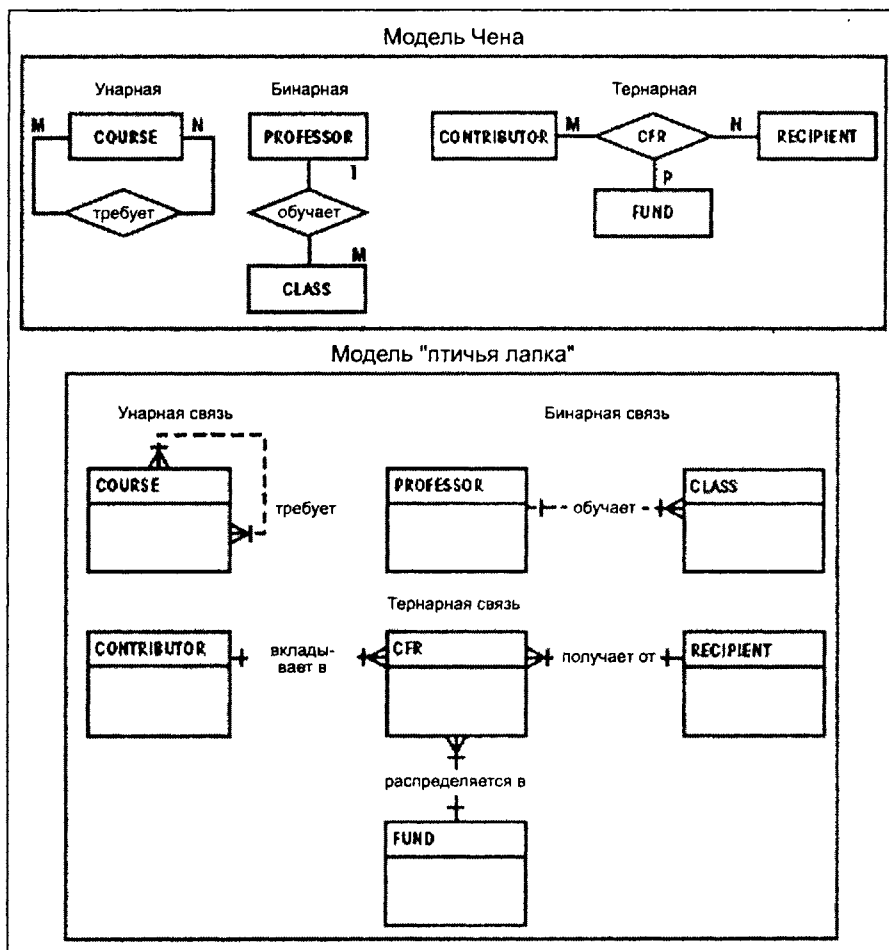 Модель Чена
Унарная
Бинарная
Тернарная
M
COURSE
N
PROFESSOR
CONTRIBUTOR
M
CFR
N
RECIPIENT
1
требует
обучает
P
FUND
M
CLASS
Модель "птичья лапка"
Унарная связь
Бинарная связь
COURSE
PROFESSOR
CLASS
требует
обучает
Тернарная связь
CONTRIBUTOR
вклады-
вает в
CFR
получает от
RECIPIENT
распределяется в
FUND